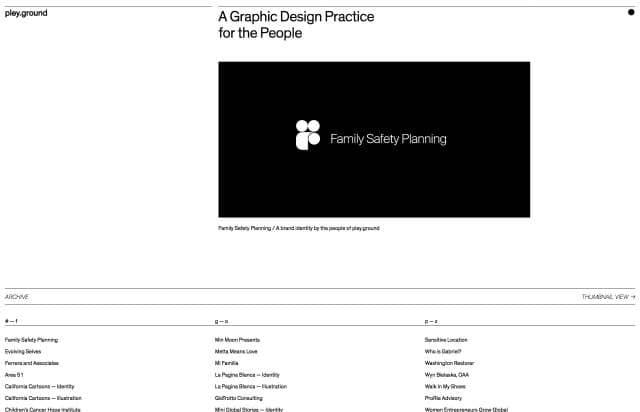 pley.ground
A Graphic Design Practice
for the People
Family Safety Planning
Family Safety Planning / A brand identity by the people of pley.ground
ARCHIVE
THUMBNAIL VIEW →
# — f
g — o
p — z
Family Safety Planning
Min Moon Presents
Sensitive Location
Evolving Selves
Metta Means Love
Who is Gabriel?
Ferrera and Associates
Mi Familia
Washington Restorer
Area 51
La Pagina Blanca — Identity
Wyn Bielaska, OAA
California Cartoons — Identity
La Pagina Blanca — Illustration
Walk In My Shoes
California Cartoons — Illustration
Goffrotto Consulting
Profile Advisory
Children's Cancer Hope Institute
Mini Global Stories — Identity
Women Entrepreneurs Grow Global